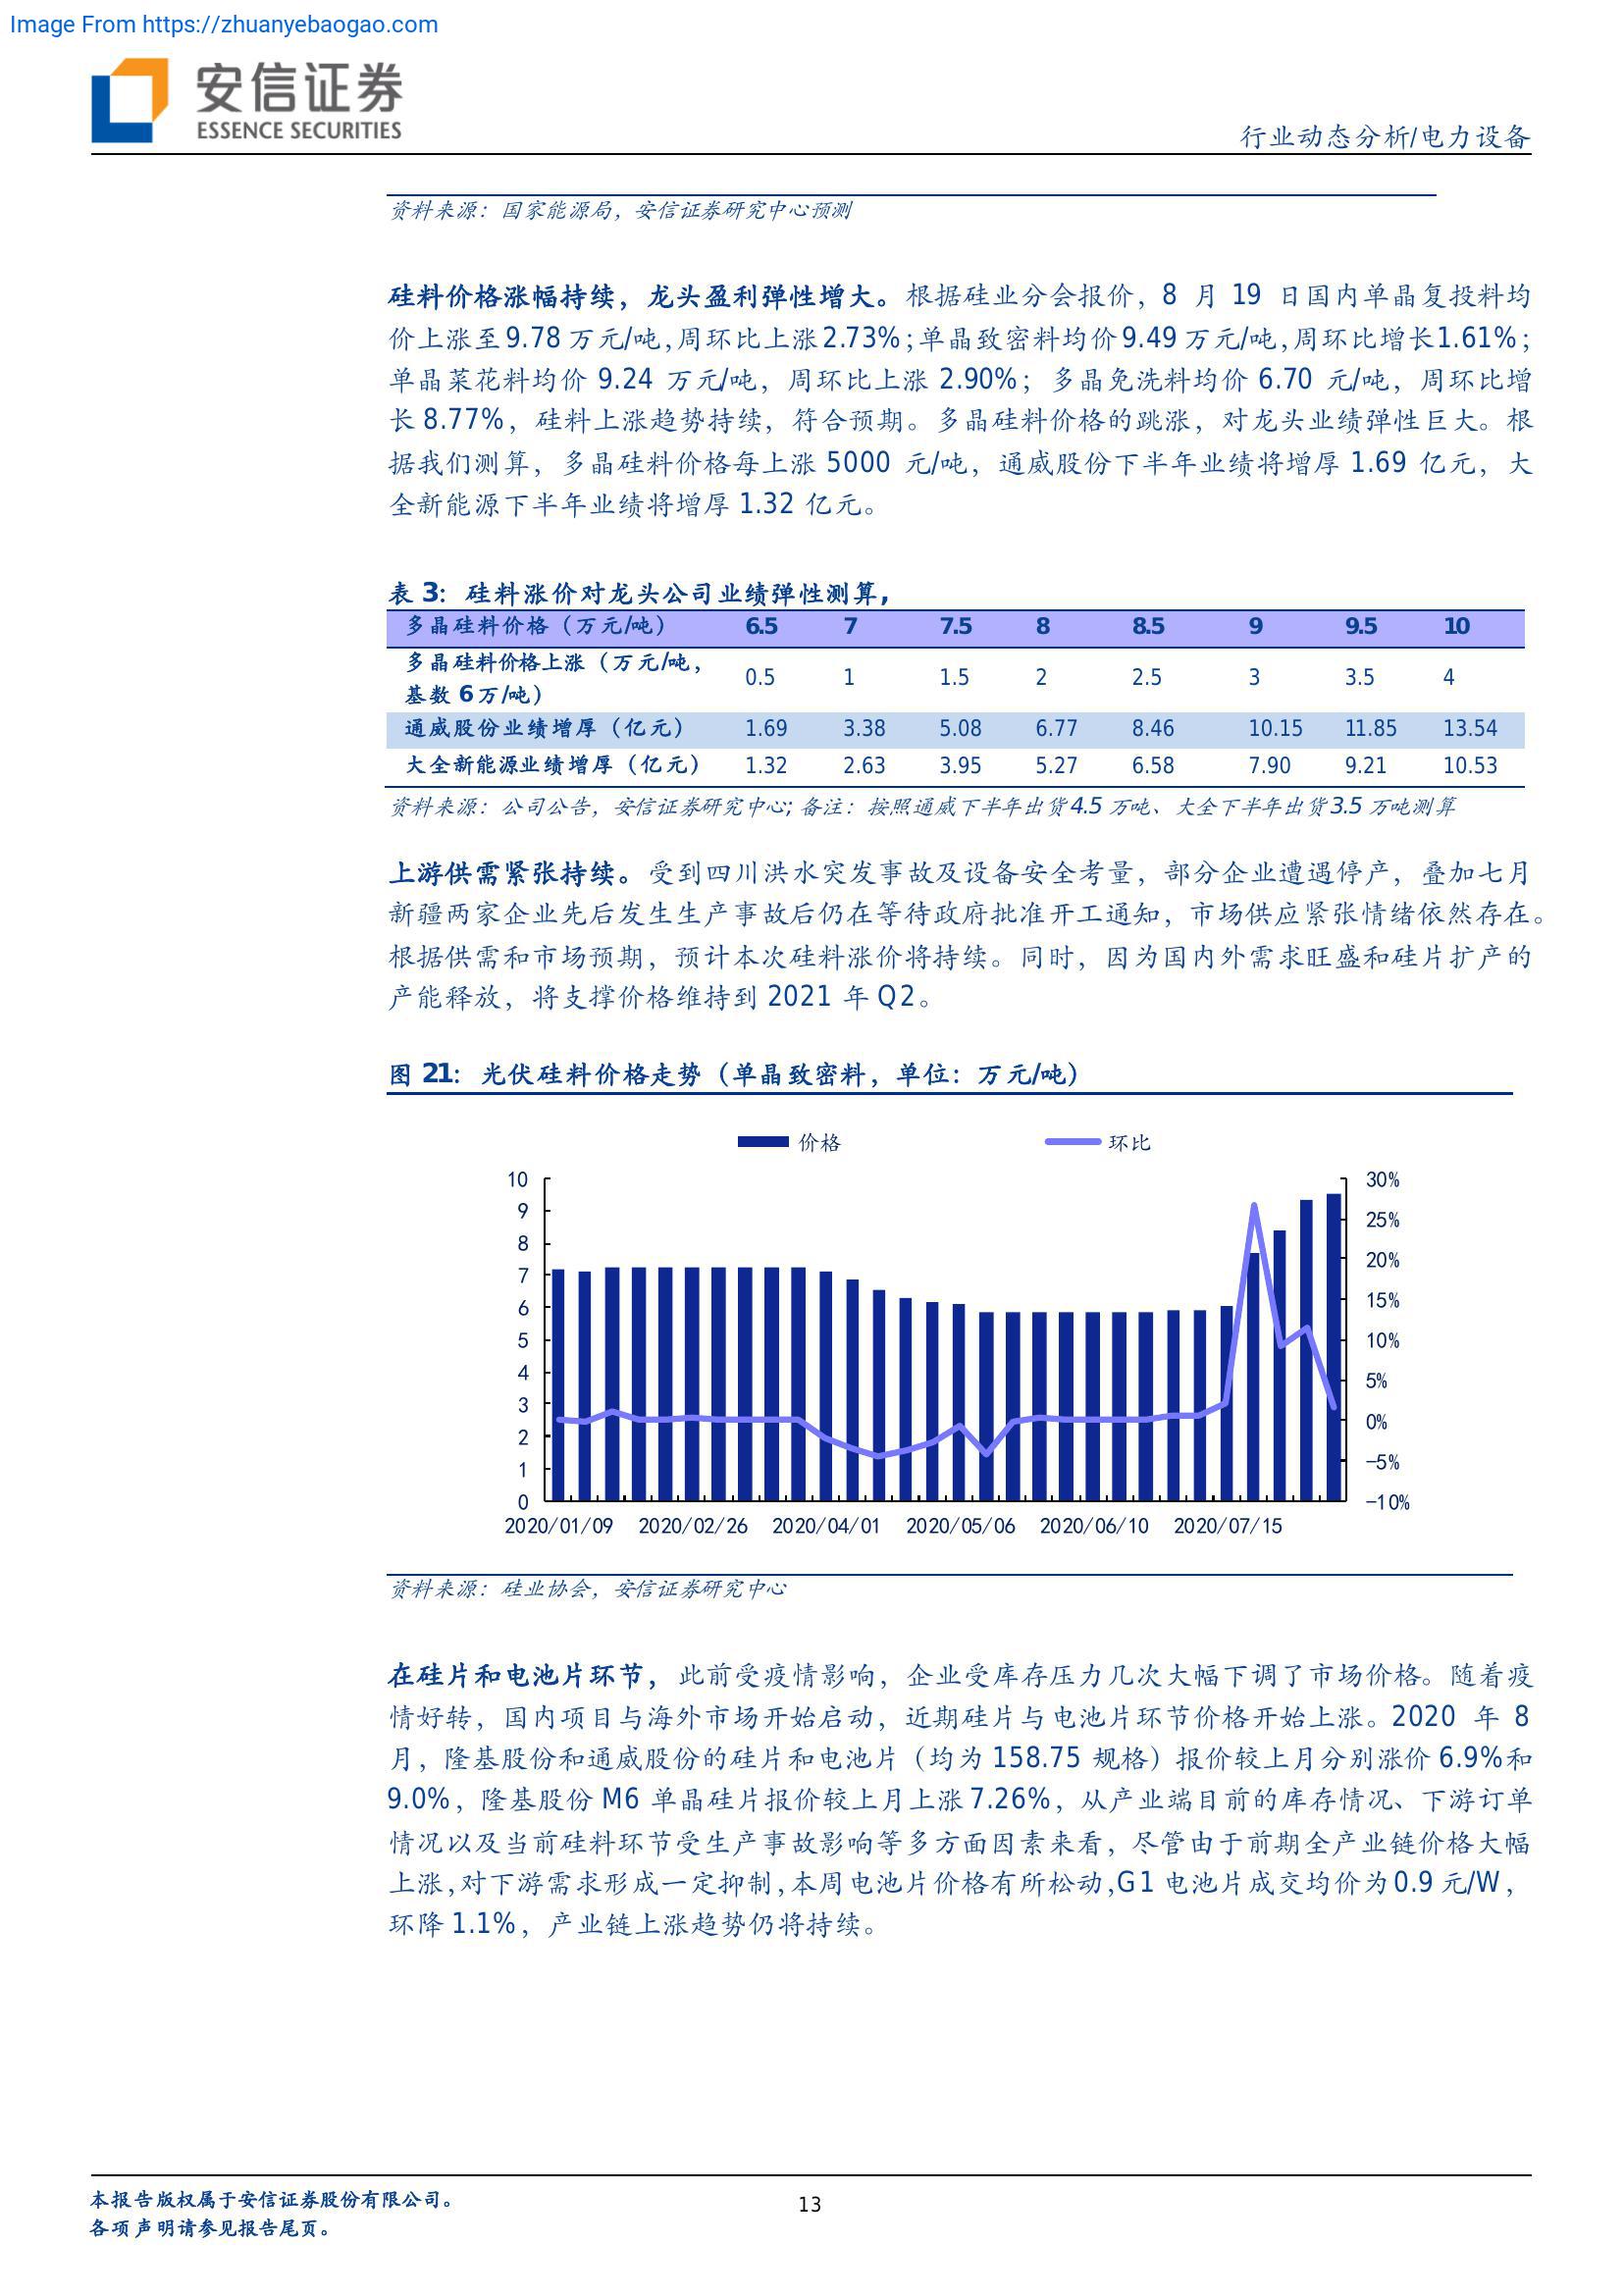 Image From https://zhuanyebaogao.com
安信证券
ESSENCE SECURITIES
行业动态分析/电力设备
资料来源：国家能源局，安信证券研究中心预测
硅料价格涨幅持续，龙头盈利弹性增大。根据硅业分会报价，8 月 19 日国内单晶复投料均
价上涨至9.78 万元/吨，周环比上涨2.73%；单晶致密料均价9.49 万元/吨，周环比增长1.61%；
单晶菜花料均价 9.24 万元/吨，周环比上涨 2.90%；多晶免洗料均价 6.70 元/吨，周环比增
长 8.77%，硅料上涨趋势持续，符合预期。多晶硅料价格的跳涨，对龙头业绩弹性巨大。根
据我们测算，多晶硅料价格每上涨 5000 元/吨，通威股份下半年业绩将增厚 1.69 亿元，大
全新能源下半年业绩将增厚 1.32 亿元。
表 3：硅料涨价对龙头公司业绩弹性测算，
多晶硅料价格（万元/吨） 6.5 7 7.5 8 8.5 9 9.5 10
多晶硅料价格上涨（万元/吨，
基数 6 万/吨） 0.5 1 1.5 2 2.5 3 3.5 4
通威股份业绩增厚（亿元） 1.69 3.38 5.08 6.77 8.46 10.15 11.85 13.54
大全新能源业绩增厚（亿元） 1.32 2.63 3.95 5.27 6.58 7.90 9.21 10.53
资料来源：公司公告，安信证券研究中心; 备注：按照通威下半年出货4.5 万吨、大全下半年出货3.5 万吨测算
上游供需紧张持续。受到四川洪水突发事故及设备安全考量，部分企业遭遇停产，叠加七月
新疆两家企业先后发生生产事故后仍在等待政府批准开工通知，市场供应紧张情绪依然存在。
根据供需和市场预期，预计本次硅料涨价将持续。同时，因为国内外需求旺盛和硅片扩产的
产能释放，将支撑价格维持到 2021 年 Q2。
图 21：光伏硅料价格走势（单晶致密料，单位：万元/吨）
价格 环比
10 30%
9 25%
8 20%
7 15%
6 10%
5 5%
4 0%
3 -5%
2 -10%
1
0
2020/01/09 2020/02/26 2020/04/01 2020/05/06 2020/06/10 2020/07/15
资料来源：硅业协会，安信证券研究中心
在硅片和电池片环节，此前受疫情影响，企业受库存压力几次大幅下调了市场价格。随着疫
情好转，国内项目与海外市场开始启动，近期硅片与电池片环节价格开始上涨。2020 年 8
月，隆基股份和通威股份的硅片和电池片（均为 158.75 规格）报价较上月分别涨价 6.9%和
9.0%，隆基股份 M6 单晶硅片报价较上月上涨 7.26%，从产业端目前的库存情况、下游订单
情况以及当前硅料环节受生产事故影响等多方面因素来看，尽管由于前期全产业链价格大幅
上涨，对下游需求形成一定抑制，本周电池片价格有所松动，G1 电池片成交均价为0.9 元/W，
环降 1.1%，产业链上涨趋势仍将持续。
本报告版权属于安信证券股份有限公司。
各项声明请参见报告尾页。
13